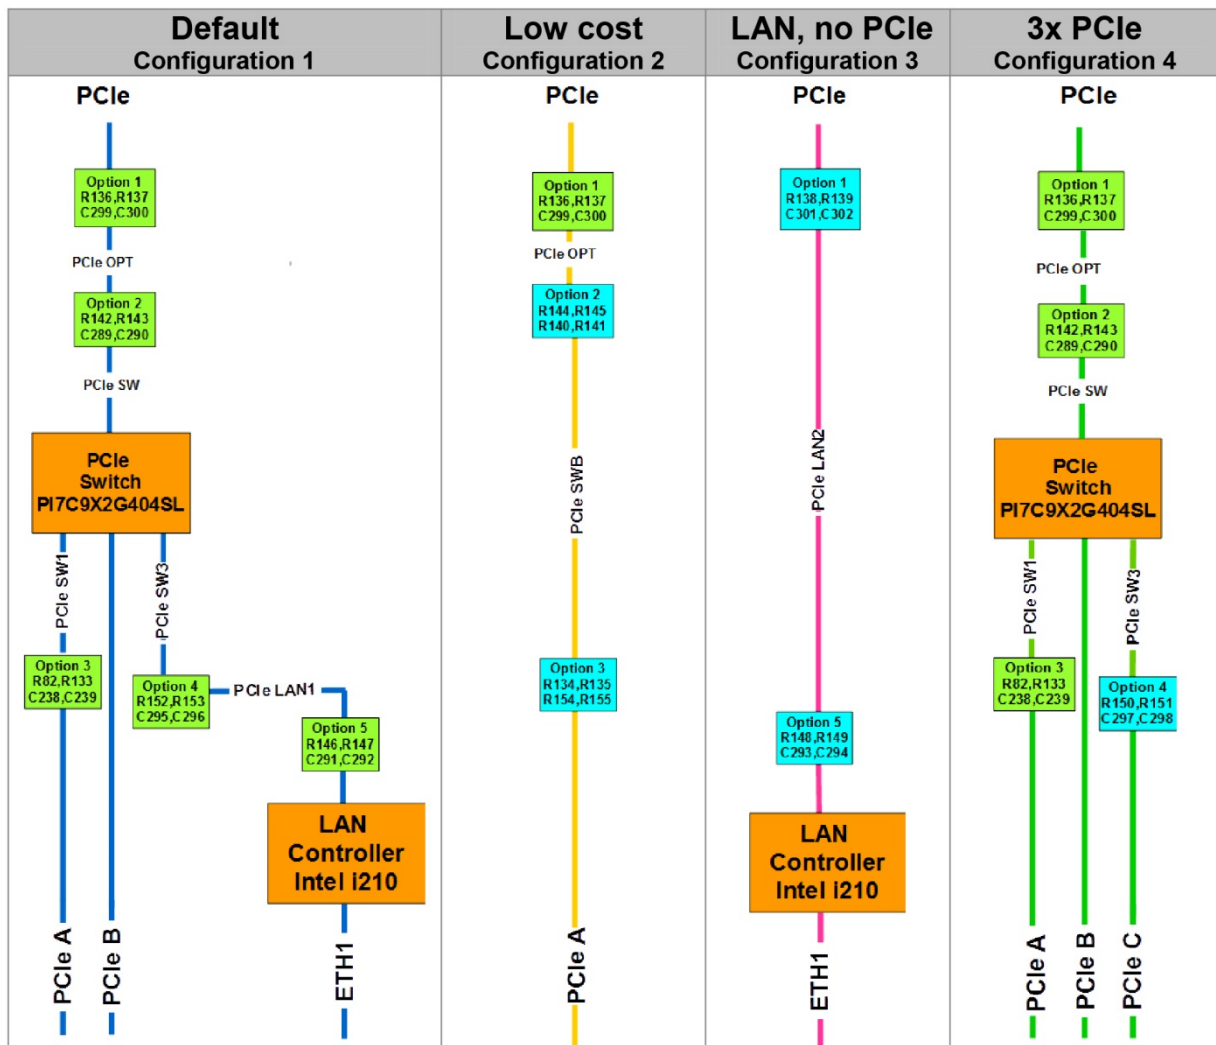 Default
Configuration 1
Low cost
Configuration 2
LAN, no PCIe
Configuration 3
3x PCIe
Configuration 4
PCIe
Option 1
R136,R137
C299,C300
PCIe OPT
Option 2
R142,R143
C289,C290
PCIe SW
PCIe
Switch
PI7C9X2G404SL
PCIe SW1
PCIe SW3
Option 3
R82,R133
C238,C239
Option 4
R152,R153
C295,C296
PCIe LAN1
Option 5
R146,R147
C291,C292
LAN
Controller
Intel i210
PCIe A
PCIe B
ETH1
PCIe
Option 1
R136,R137
C299,C300
PCIe OPT
Option 2
R144,R145
R140,R141
PCIe SWB
Option 3
R134,R135
R154,R155
PCIe A
PCIe
Option 1
R138,R139
C301,C302
PCIe LAN2
Option 5
R148,R149
C293,C294
LAN
Controller
Intel i210
ETH1
PCIe
Option 1
R136,R137
C299,C300
PCIe OPT
Option 2
R142,R143
C289,C290
PCIe SW
PCIe
Switch
PI7C9X2G404SL
PCIe SW1
PCIe SW3
Option 3
R82,R133
C238,C239
Option 4
R150,R151
C297,C298
PCIe A
PCIe B
PCIe C